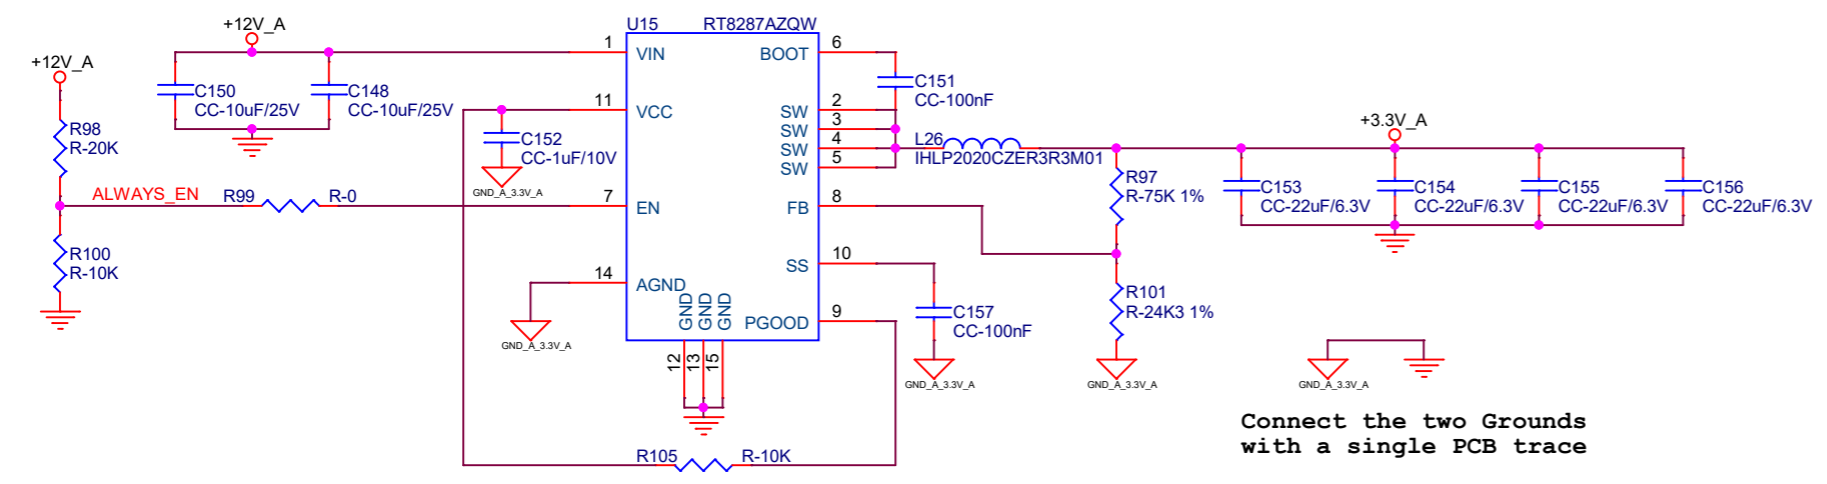 +12V_A
+12V_A
C150
CC-10uF/25V
C148
CC-10uF/25V
R98
R-20K
ALWAYS_EN
R99
R-0
R100
R-10K
C152
CC-1uF/10V
GND_A_3.3V_A
GND_A_3.3V_A
U15
RT8287AZQW
1
VIN
11
VCC
7
EN
14
AGND
GND
GND
GND
12
13
15
6
BOOT
2
SW
3
SW
4
SW
5
SW
8
FB
10
SS
9
PGOOD
R105
R-10K
C151
CC-100nF
L26
IHLP2020CZER3R3M01
C157
CC-100nF
GND_A_3.3V_A
R97
R-75K 1%
R101
R-24K3 1%
GND_A_3.3V_A
+3.3V_A
C153
CC-22uF/6.3V
C154
CC-22uF/6.3V
C155
CC-22uF/6.3V
C156
CC-22uF/6.3V
GND_A_3.3V_A
Connect the two Grounds
with a single PCB trace